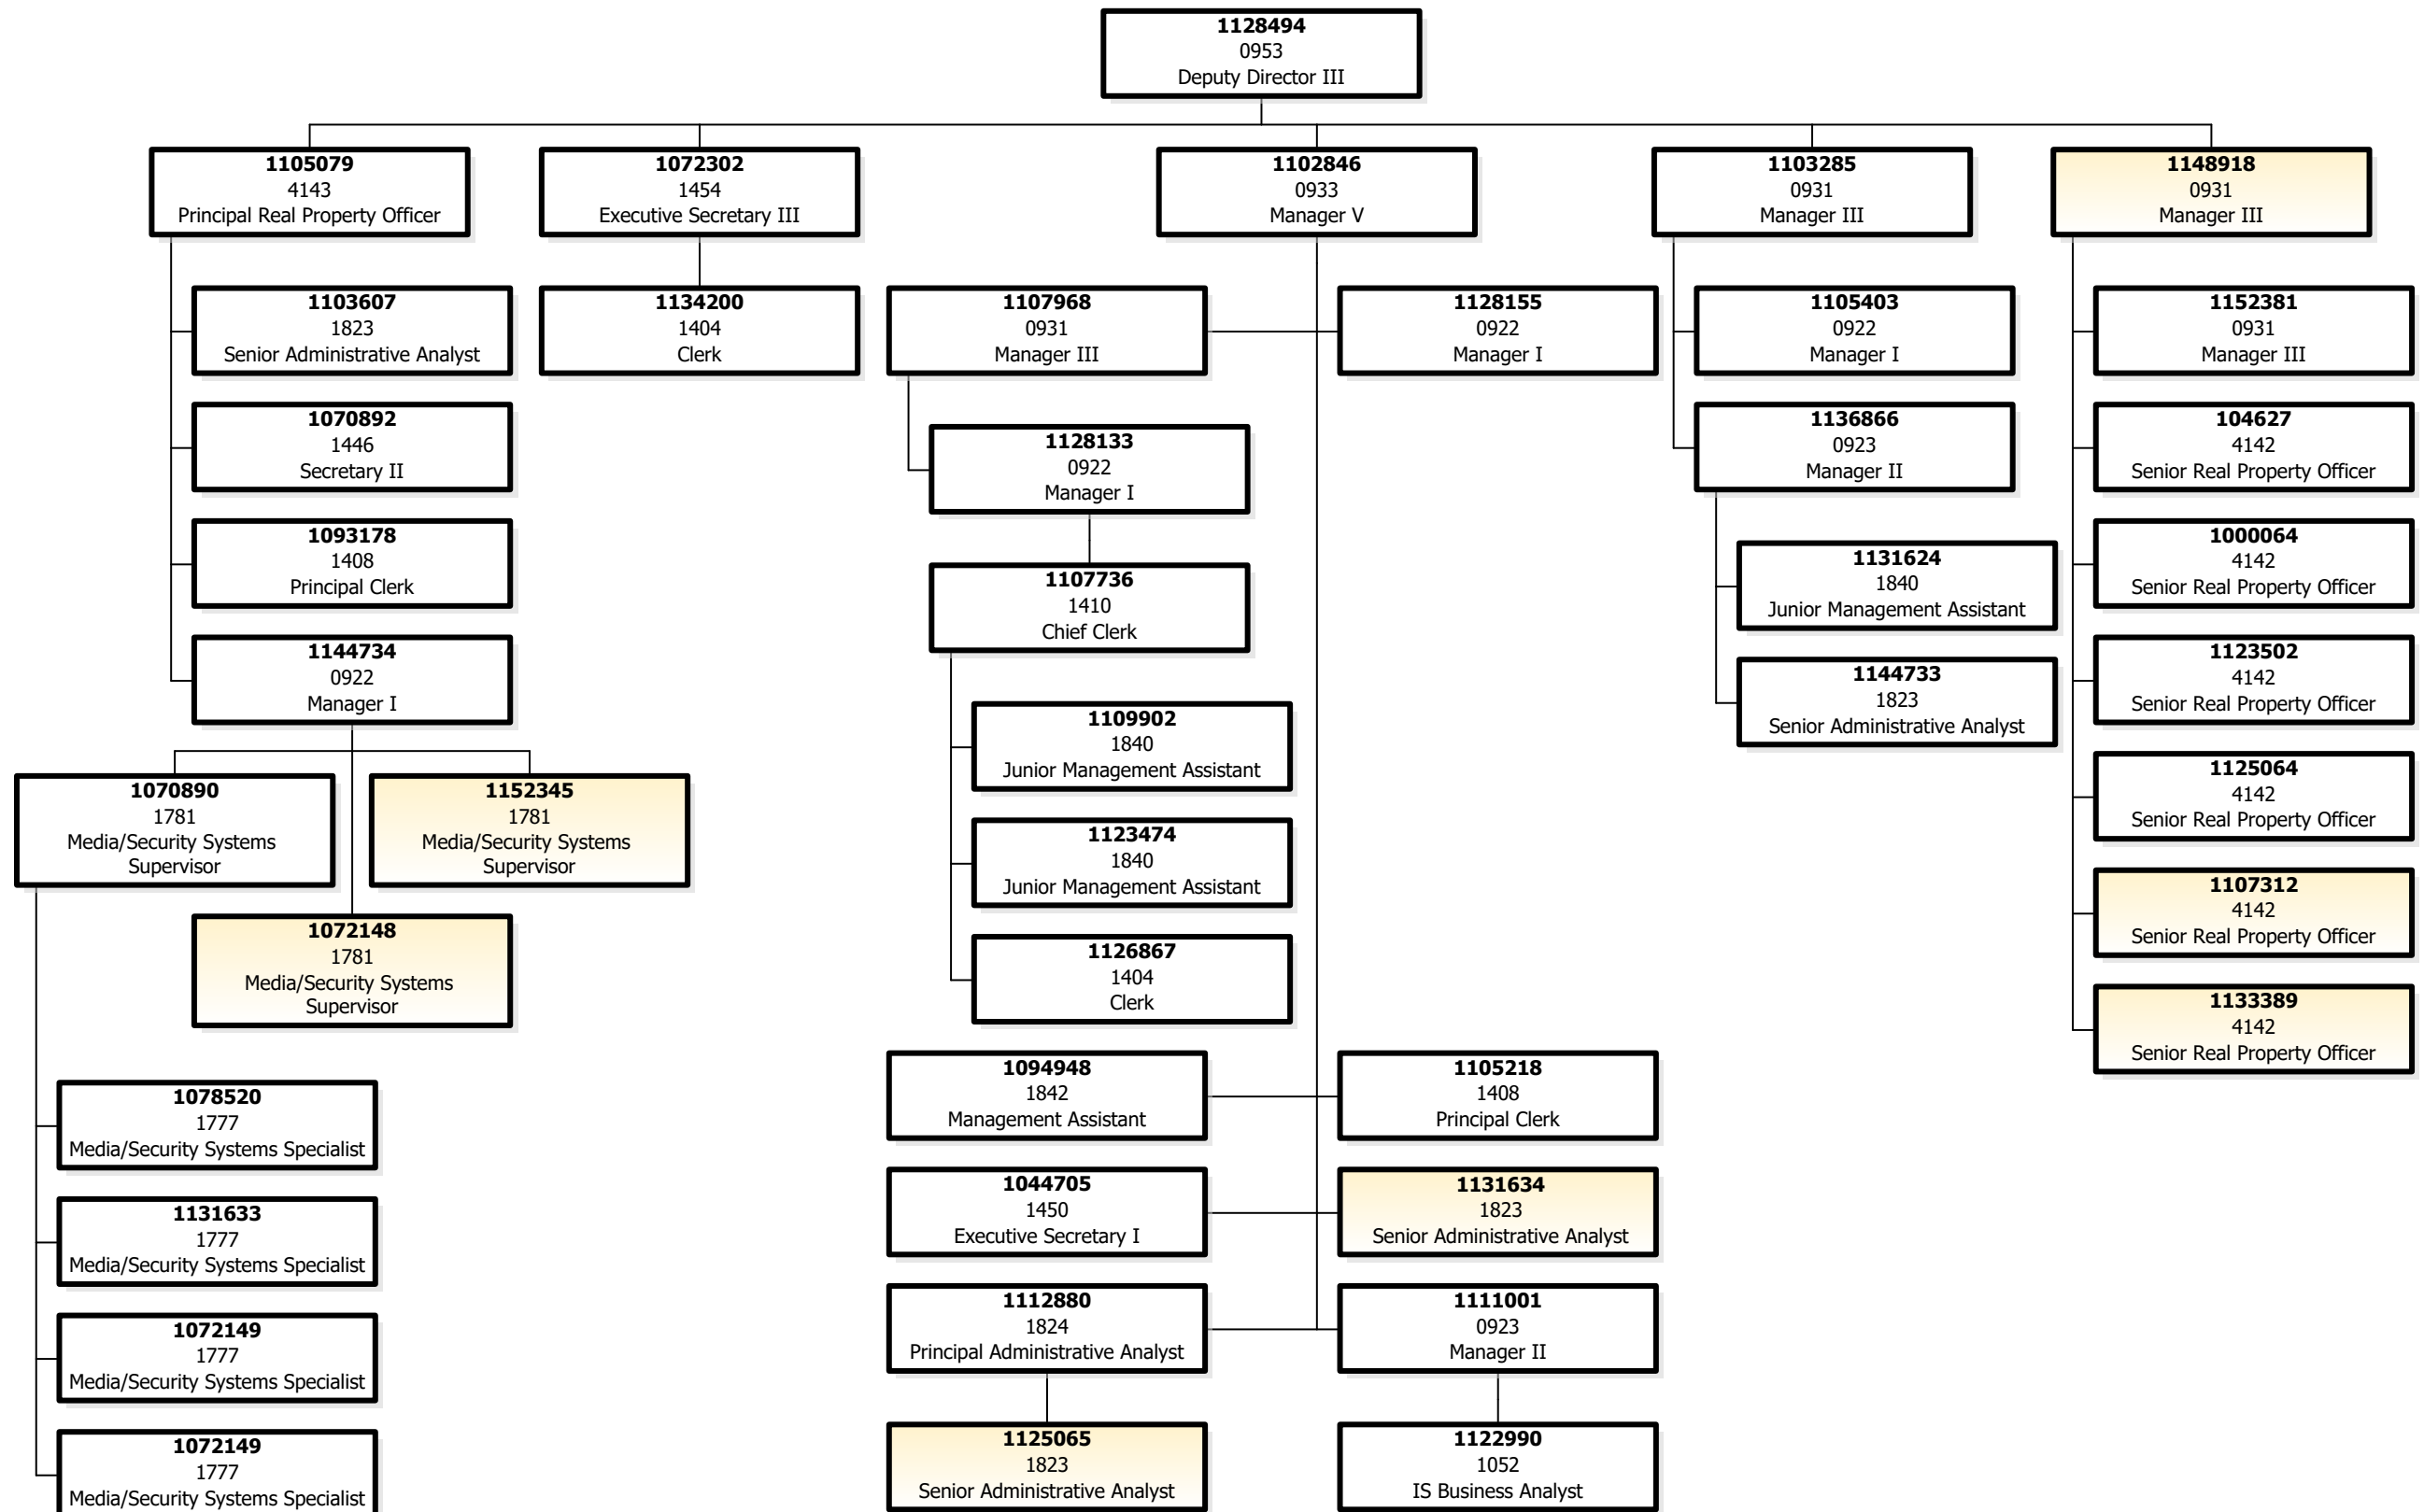 1128494
0953
Deputy Director III
1105079
4143
Principal Real Property Officer
1072302
1454
Executive Secretary III
1102846
0933
Manager V
1103285
0931
Manager III
1148918
0931
Manager III
1103607
1823
Senior Administrative Analyst
1134200
1404
Clerk
1107968
0931
Manager III
1128155
0922
Manager I
1105403
0922
Manager I
1152381
0931
Manager III
1070892
1446
Secretary II
1128133
0922
Manager I
1136866
0923
Manager II
104627
4142
Senior Real Property Officer
1093178
1408
Principal Clerk
1107736
1410
Chief Clerk
1131624
1840
Junior Management Assistant
1000064
4142
Senior Real Property Officer
1144734
0922
Manager I
1109902
1840
Junior Management Assistant
1144733
1823
Senior Administrative Analyst
1123502
4142
Senior Real Property Officer
1070890
1781
Media/Security Systems
Supervisor
1152345
1781
Media/Security Systems
Supervisor
1123474
1840
Junior Management Assistant
1125064
4142
Senior Real Property Officer
1072148
1781
Media/Security Systems
Supervisor
1126867
1404
Clerk
1107312
4142
Senior Real Property Officer
1133389
4142
Senior Real Property Officer
1078520
1777
Media/Security Systems Specialist
1094948
1842
Management Assistant
1105218
1408
Principal Clerk
1131633
1777
Media/Security Systems Specialist
1044705
1450
Executive Secretary I
1131634
1823
Senior Administrative Analyst
1072149
1777
Media/Security Systems Specialist
1112880
1824
Principal Administrative Analyst
1111001
0923
Manager II
1072149
1777
Media/Security Systems Specialist
1125065
1823
Senior Administrative Analyst
1122990
1052
IS Business Analyst